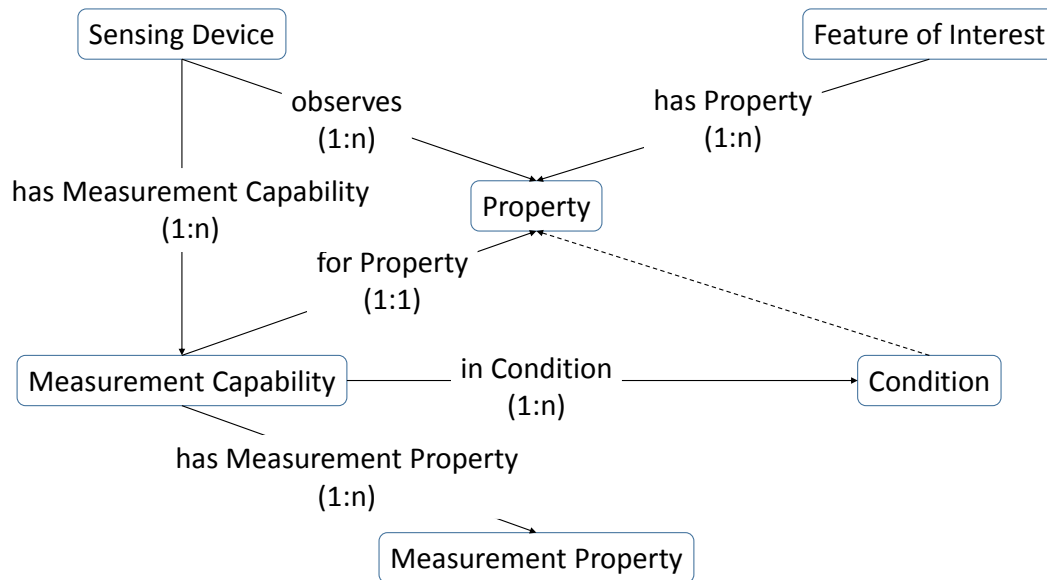 Sensing Device
Feature of Interest
observes
(1:n)
has Property
(1:n)
has Measurement Capability
(1:n)
Property
for Property
(1:1)
Measurement Capability
in Condition
(1:n)
Condition
has Measurement Property
(1:n)
Measurement Property